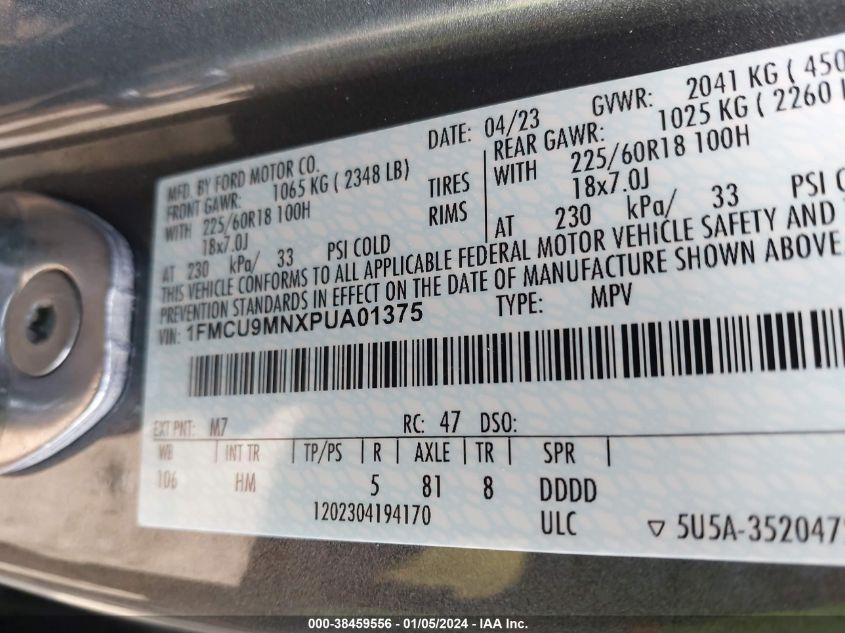 MFD. BY FORD MOTOR CO.
DATE: 04/23
GVWR: 2041 KG ( 450
FRONT GAWR: 1065 KG ( 2348 LB)
REAR GAWR: 1025 KG ( 2260
WITH 225/60R18 100H
TIRES
WITH 225/60R18 100H
18x7.0J
RIMS
18x7.0J
AT 230 kPa/ 33 PSI COLD
AT 230 kPa/ 33 PSI
THIS VEHICLE CONFORMS TO ALL APPLICABLE FEDERAL MOTOR VEHICLE SAFETY AND
PREVENTION STANDARDS IN EFFECT ON THE DATE OF MANUFACTURE SHOWN ABOVE.
VIN: 1FMCU9MNXPUA01375
TYPE: MPV
EXT PNT: M7
RC: 47 DSO:
WB | INT TR | TP/PS | R | AXLE | TR | SPR
106 HM 5 81 8 DDDD
1202304194170
ULC
5U5A-352047
000-38459556 - 01/05/2024 - IAA Inc.